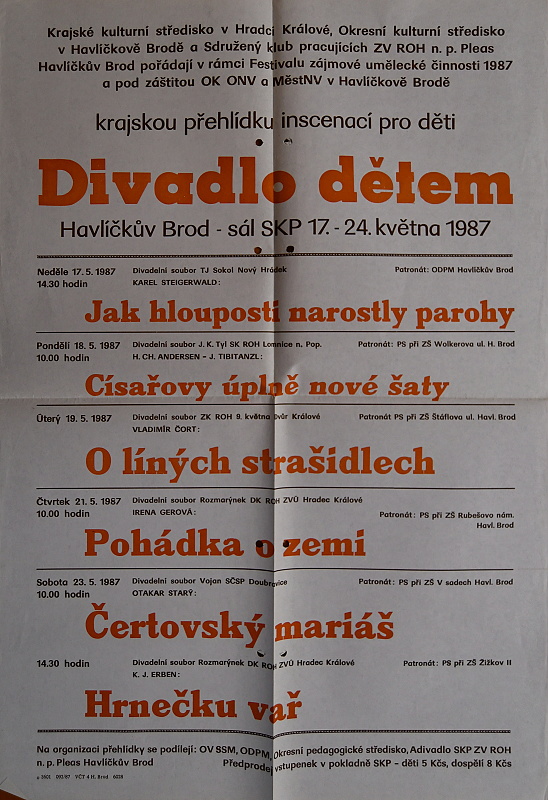 Krajské kulturní středisko v Hradci Králové, Okresní kulturní středisko
v Havlíčkově Brodě a Sdružený klub pracujících ZV ROH n. p. Pleas
Havlíčkův Brod pořádají v rámci Festivalu zájmové umělecké činnosti 1987
a pod záštitou OK ONV a MěstNV v Havlíčkově Brodě
krajskou přehlídku inscenací pro děti
Divadlo dětem
Havlíčkův Brod - sál SKP 17. - 24. května 1987
Neděle 17. 5. 1987 Divadelní soubor TJ Sokol Nový Hrádek Patronát: ODPM Havlíčkův Brod
14.30 hodin KAREL STEIGERWALD:
Jak hlouposti narostly parohy
Pondělí 18. 5. 1987 Divadelní soubor J. K. Tyl SK ROH Lomnice n. Pop. Patronát: PS při ZŠ Wolkerova ul. H. Brod
10.00 hodin H. CH. ANDERSEN - J. TIBITANZL:
Císařovy úplně nové šaty
Úterý 19. 5. 1987 Divadelní soubor ZK ROH 9. května Dvůr Králové Patronát PS při ZŠ Štáflova ul. Havl. Brod
VLADIMÍR ČORT:
O líných strašidlech
Čtvrtek 21. 5. 1987 Divadelní soubor Rozmarýnek DK ROH ZVÚ Hradec Králové
10.00 hodin IRENA GEROVÁ: Patronát: PS při ZŠ Rubešovo nám.
Havl. Brod
Pohádka o zemi
Sobota 23. 5. 1987 Divadelní soubor Vojan SČSP Doubravice Patronát: PS při ZŠ V sadech Havl. Brod
10.00 hodin OTAKAR STARÝ:
Čertovský mariáš
14.30 hodin Divadelní soubor Rozmarýnek DK ROH ZVÚ Hradec Králové Patronát: PS při ZŠ Žižkov II
K. J. ERBEN:
Hrnečku vař
Na organizaci přehlídky se podílejí: OV SSM, ODPM, Okresní pedagogické středisko, Adivadlo SKP ZV ROH
n. p. Pleas Havlíčkův Brod Předprodej vstupenek v pokladně SKP - děti 5 Kčs, dospělí 8 Kčs
VČT 4 H. Brod